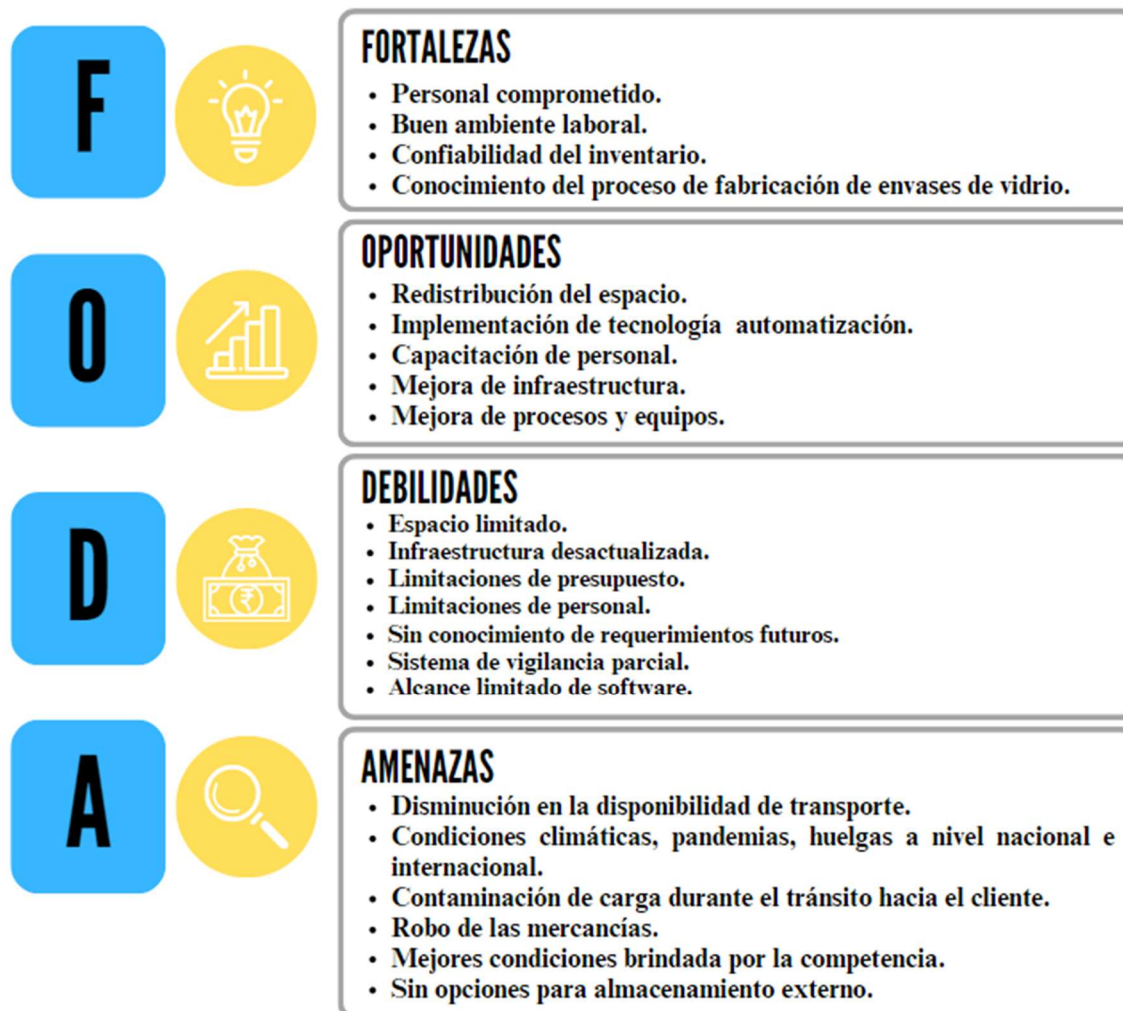 F
FORTALEZAS
• Personal comprometido.
• Buen ambiente laboral.
• Confiabilidad del inventario.
• Conocimiento del proceso de fabricación de envases de vidrio.
O
OPORTUNIDADES
• Redistribución del espacio.
• Implementación de tecnología  automatización.
• Capacitación de personal.
• Mejora de infraestructura.
• Mejora de procesos y equipos.
D
₹
DEBILIDADES
• Espacio limitado.
• Infraestructura desactualizada.
• Limitaciones de presupuesto.
• Limitaciones de personal.
• Sin conocimiento de requerimientos futuros.
• Sistema de vigilancia parcial.
• Alcance limitado de software.
A
AMENAZAS
• Disminución en la disponibilidad de transporte.
• Condiciones climáticas, pandemias, huelgas a nivel nacional e
internacional.
• Contaminación de carga durante el tránsito hacia el cliente.
• Robo de las mercancías.
• Mejores condiciones brindada por la competencia.
• Sin opciones para almacenamiento externo.